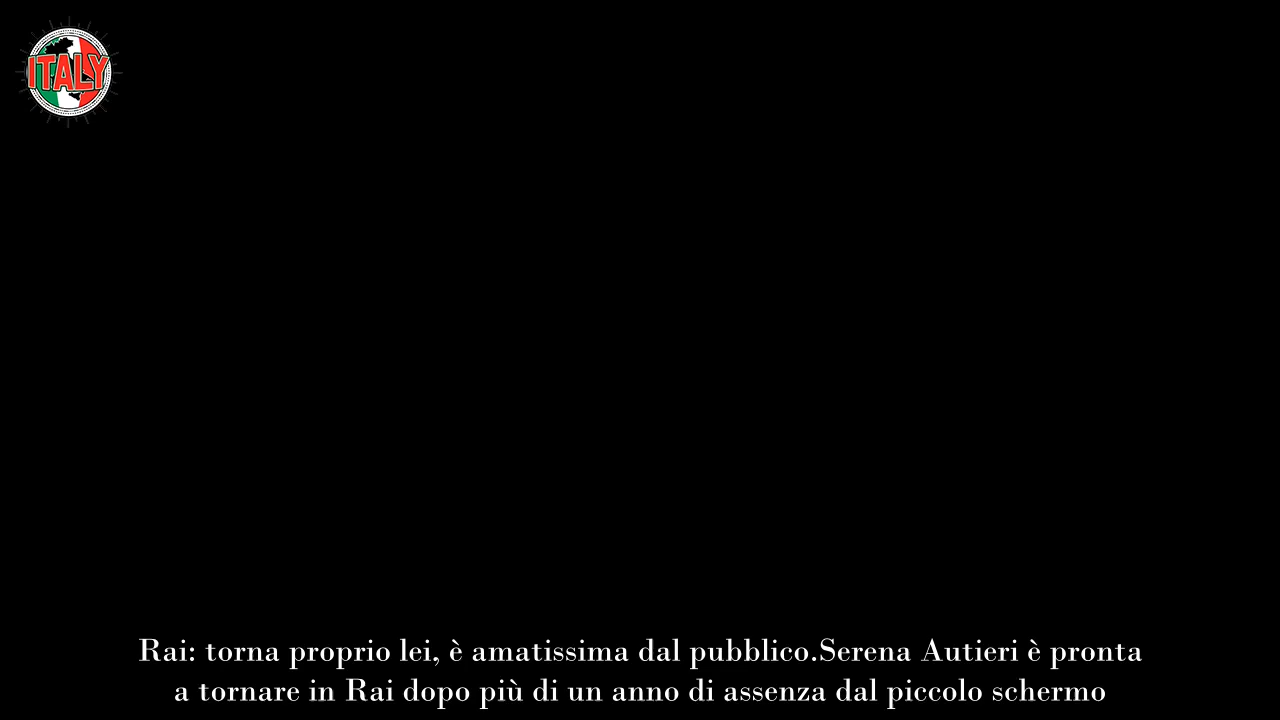 ITALY
Rai: torna proprio lei, è amatissima dal pubblico.Serena Autieri è pronta
a tornare in Rai dopo più di un anno di assenza dal piccolo schermo